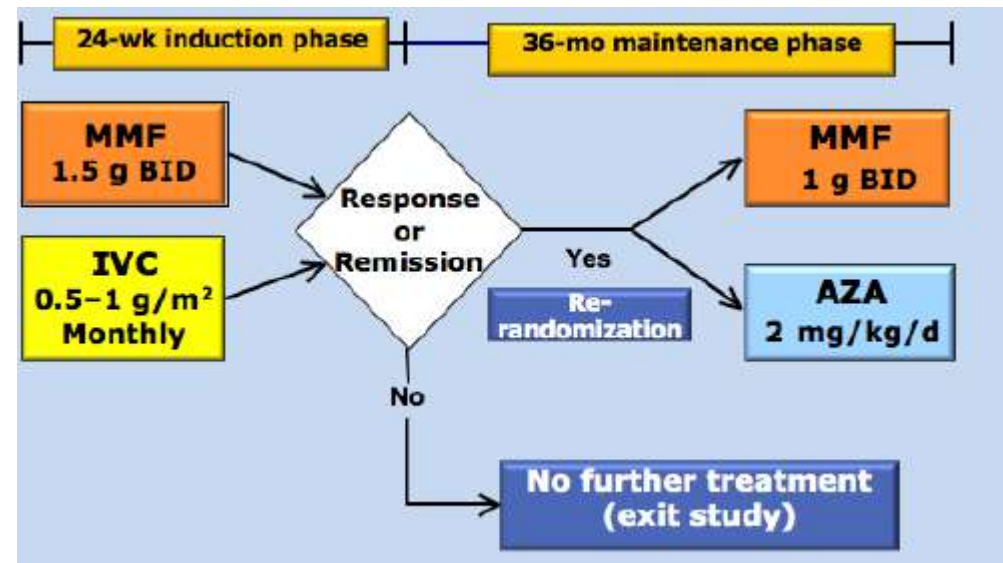 24-wk induction phase
36-mo maintenance phase
MMF
1.5 g BID
IVC
0.5–1 g/m²
Monthly
Response
or
Remission
Yes
Re-
randomization
MMF
1 g BID
AZA
2 mg/kg/d
No
No further treatment
(exit study)